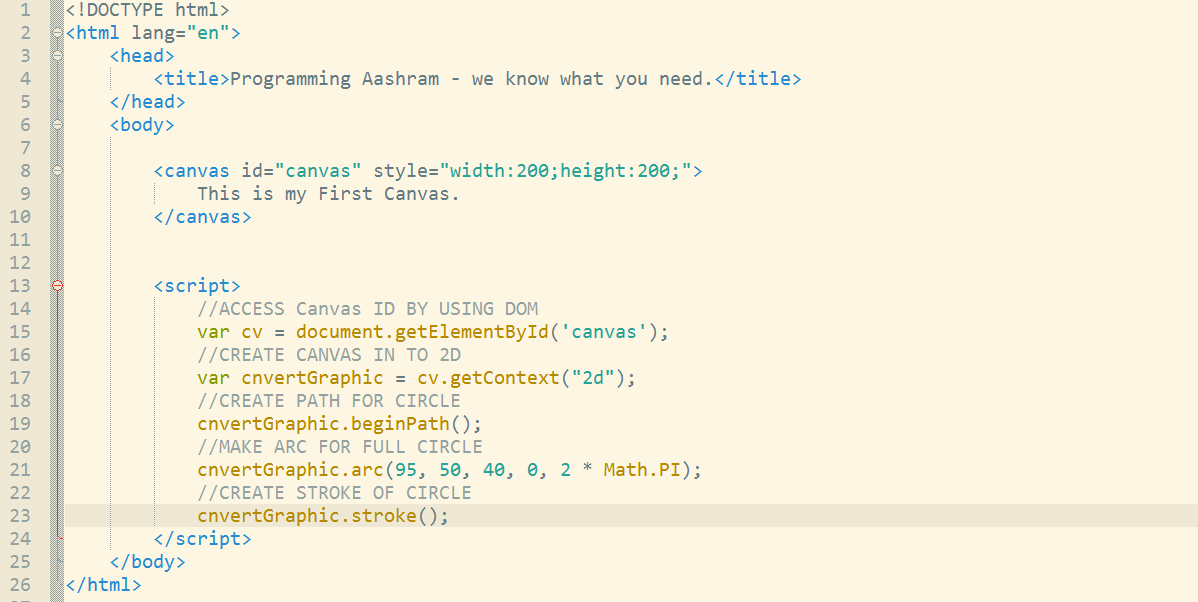 1 <!DOCTYPE html>
2 <html lang="en">
3 <head>
4 <title>Programming Aashram - we know what you need.</title>
5 </head>
6 <body>
7
8 <canvas id="canvas" style="width:200;height:200;">
9 This is my First Canvas.
10 </canvas>
11
12
13 <script>
14 //ACCESS Canvas ID BY USING DOM
15 var cv = document.getElementById('canvas');
16 //CREATE CANVAS IN TO 2D
17 var cnvertGraphic = cv.getContext("2d");
18 //CREATE PATH FOR CIRCLE
19 cnvertGraphic.beginPath();
20 //MAKE ARC FOR FULL CIRCLE
21 cnvertGraphic.arc(95, 50, 40, 0, 2 * Math.PI);
22 //CREATE STROKE OF CIRCLE
23 cnvertGraphic.stroke();
24 </script>
25 </body>
26 </html>